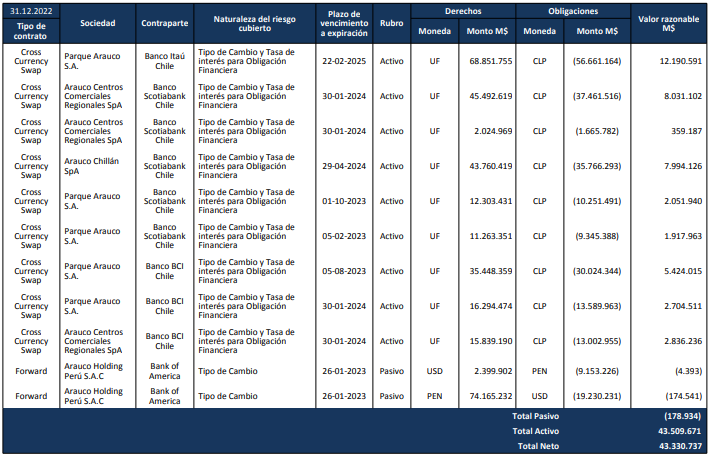 31.12.2022 Derechos Obligaciones
Tipo de contrato Sociedad Contraparte Naturaleza del riesgo cubierto Plazo de vencimiento a expiración Rubro Moneda Monto M$ Moneda Monto M$ Valor razonable M$
Cross Currency Swap Parque Arauco S.A. Banco Itaú Chile Tipo de Cambio y Tasa de interés para Obligación Financiera 22-02-2025 Activo UF 68.851.755 CLP (56.661.164) 12.190.591
Cross Currency Swap Arauco Centros Comerciales Regionales SpA Banco Scotiabank Chile Tipo de Cambio y Tasa de interés para Obligación Financiera 30-01-2024 Activo UF 45.492.619 CLP (37.461.516) 8.031.102
Cross Currency Swap Arauco Centros Comerciales Regionales SpA Banco Scotiabank Chile Tipo de Cambio y Tasa de interés para Obligación Financiera 30-01-2024 Activo UF 2.024.969 CLP (1.665.782) 359.187
Cross Currency Swap Arauco Chillán SpA Banco Scotiabank Chile Tipo de Cambio y Tasa de interés para Obligación Financiera 29-04-2024 Activo UF 43.760.419 CLP (35.766.293) 7.994.126
Cross Currency Swap Parque Arauco S.A. Banco Scotiabank Chile Tipo de Cambio y Tasa de interés para Obligación Financiera 01-10-2023 Activo UF 12.303.431 CLP (10.251.491) 2.051.940
Cross Currency Swap Parque Arauco S.A. Banco Scotiabank Chile Tipo de Cambio y Tasa de interés para Obligación Financiera 05-02-2023 Activo UF 11.263.351 CLP (9.345.388) 1.917.963
Cross Currency Swap Parque Arauco S.A. Banco BCI Chile Tipo de Cambio y Tasa de interés para Obligación Financiera 05-08-2023 Activo UF 35.448.359 CLP (30.024.344) 5.424.015
Cross Currency Swap Parque Arauco S.A. Banco BCI Chile Tipo de Cambio y Tasa de interés para Obligación Financiera 30-01-2024 Activo UF 16.294.474 CLP (13.589.963) 2.704.511
Cross Currency Swap Arauco Centros Comerciales Regionales SpA Banco BCI Chile Tipo de Cambio y Tasa de interés para Obligación Financiera 30-01-2024 Activo UF 15.839.190 CLP (13.002.955) 2.836.236
Forward Arauco Holding Perú S.A.C Bank of America Tipo de Cambio 26-01-2023 Pasivo USD 2.399.902 PEN (9.153.226) (4.393)
Forward Arauco Holding Perú S.A.C Bank of America Tipo de Cambio 26-01-2023 Pasivo PEN 74.165.232 USD (19.230.231) (174.541)
Total Pasivo (178.934)
Total Activo 43.509.671
Total Neto 43.330.737